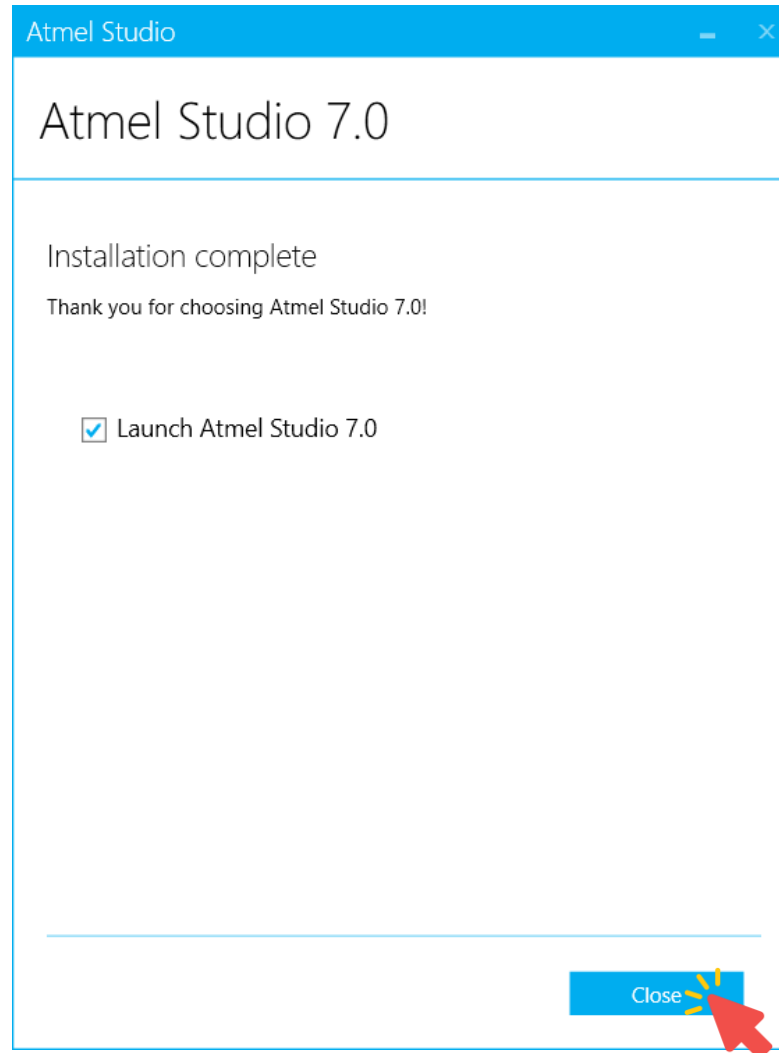 Atmel Studio
Atmel Studio 7.0
Installation complete
Thank you for choosing Atmel Studio 7.0!
Launch Atmel Studio 7.0
Close